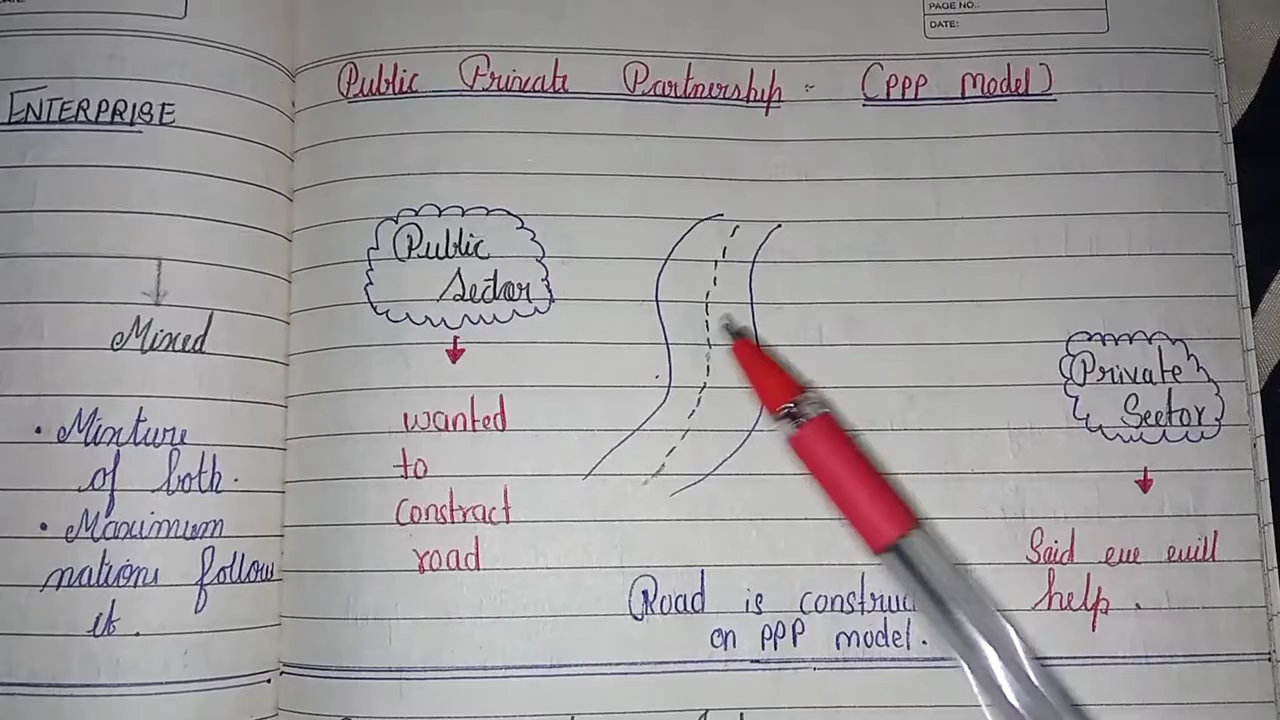 PAGE NO.:
DATE:
ENTERPRISE
Mixed
• Mixture
of both.
• Maximum
nations follow
it.
Public Private Partnership :- (PPP Model)
Public
Sector
wanted
to
constract
road
Private
Sector
Said we will
help.
Road is construc
on PPP model.